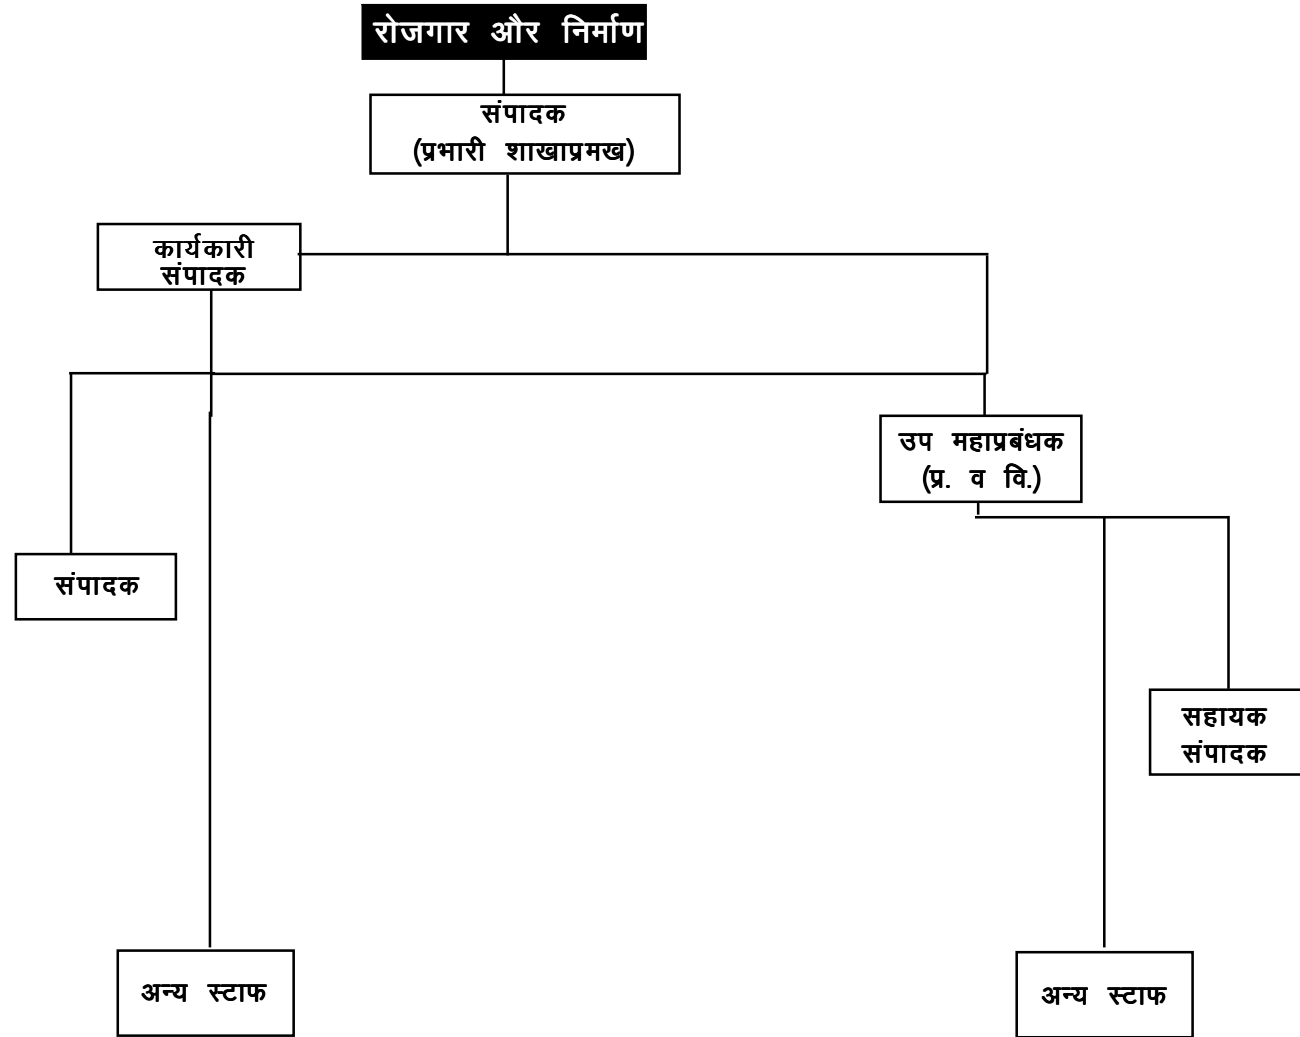 रोजगार और निर्माण
संपादक
(प्रभारी शाखाप्रमख)
कार्यकारी
संपादक
उप महाप्रबंधक
(प्र. व वि.)
संपादक
सहायक
संपादक
अन्य स्टाफ
अन्य स्टाफ